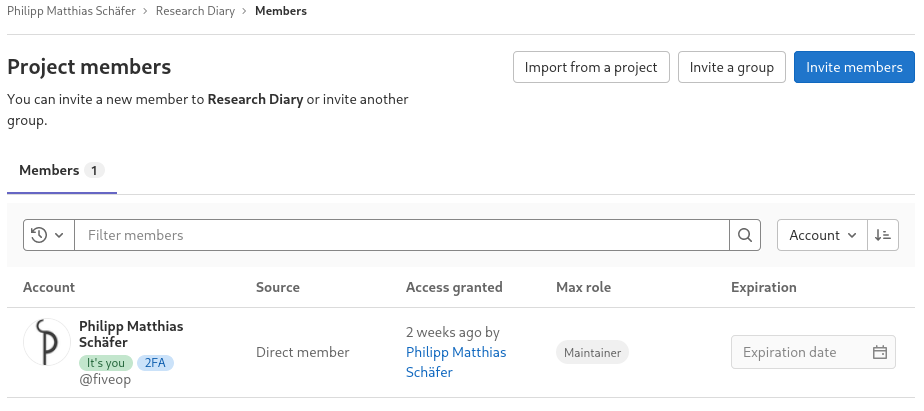 Philipp Matthias Schäfer › Research Diary › Members
Project members
Import from a project
Invite a group
Invite members
You can invite a new member to Research Diary or invite another
group.
Members 1
Filter members
Account
Account Source Access granted Max role Expiration
Philipp Matthias
Schäfer
It's you 2FA
@fiveop
Direct member
2 weeks ago by
Philipp Matthias
Schäfer
Maintainer
Expiration date